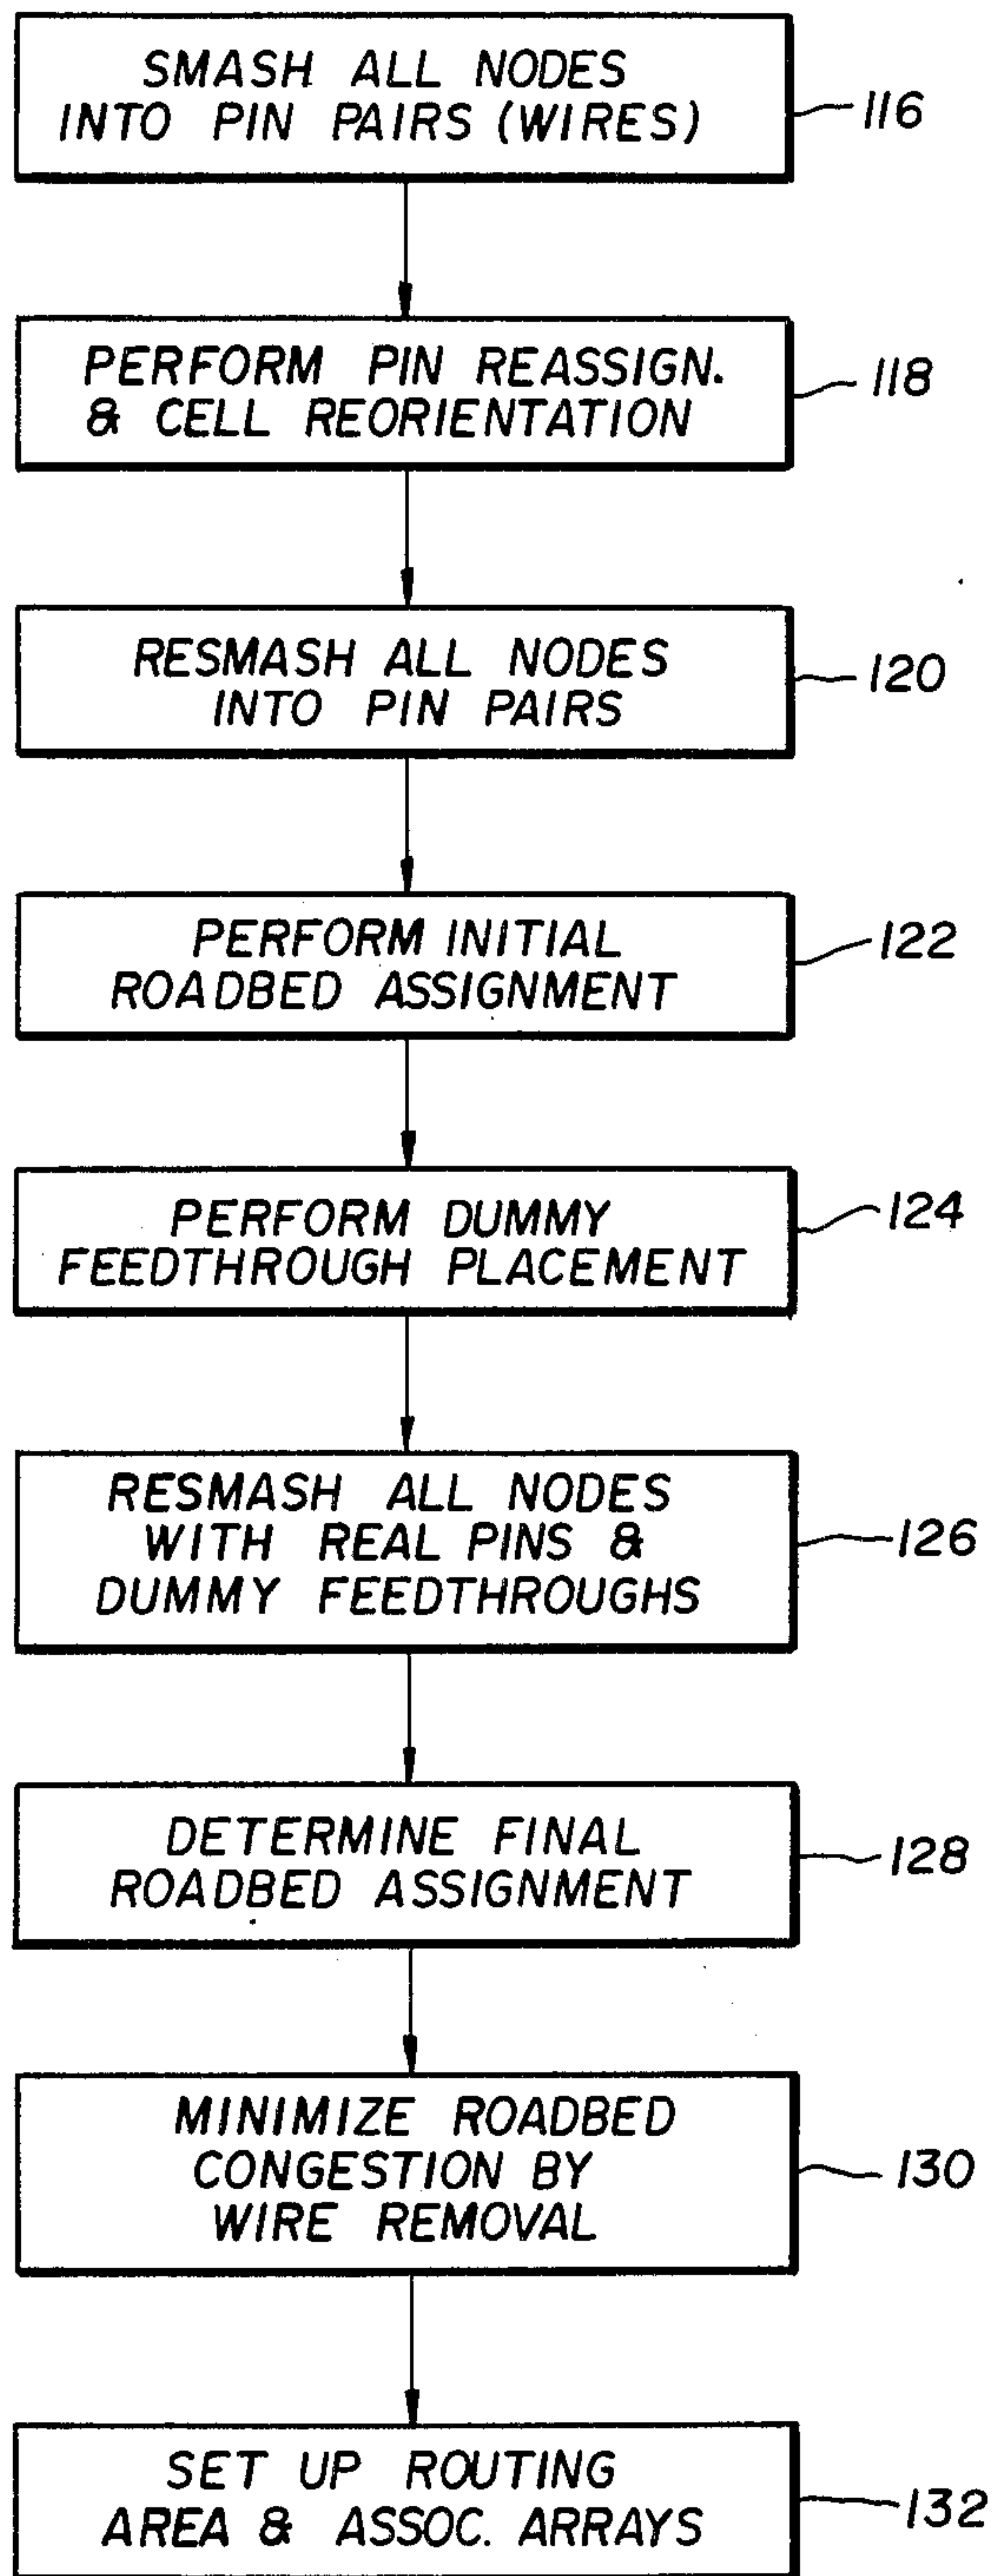 SMASH ALL NODES
INTO PIN PAIRS (WIRES)
116
PERFORM PIN REASSIGN.
& CELL REORIENTATION
118
RESMASH ALL NODES
INTO PIN PAIRS
120
PERFORM INITIAL
ROADBED ASSIGNMENT
122
PERFORM DUMMY
FEEDTHROUGH PLACEMENT
124
RESMASH ALL NODES
WITH REAL PINS &
DUMMY FEEDTHROUGHS
126
DETERMINE FINAL
ROADBED ASSIGNMENT
128
MINIMIZE ROADBED
CONGESTION BY
WIRE REMOVAL
130
SET UP ROUTING
AREA & ASSOC. ARRAYS
132